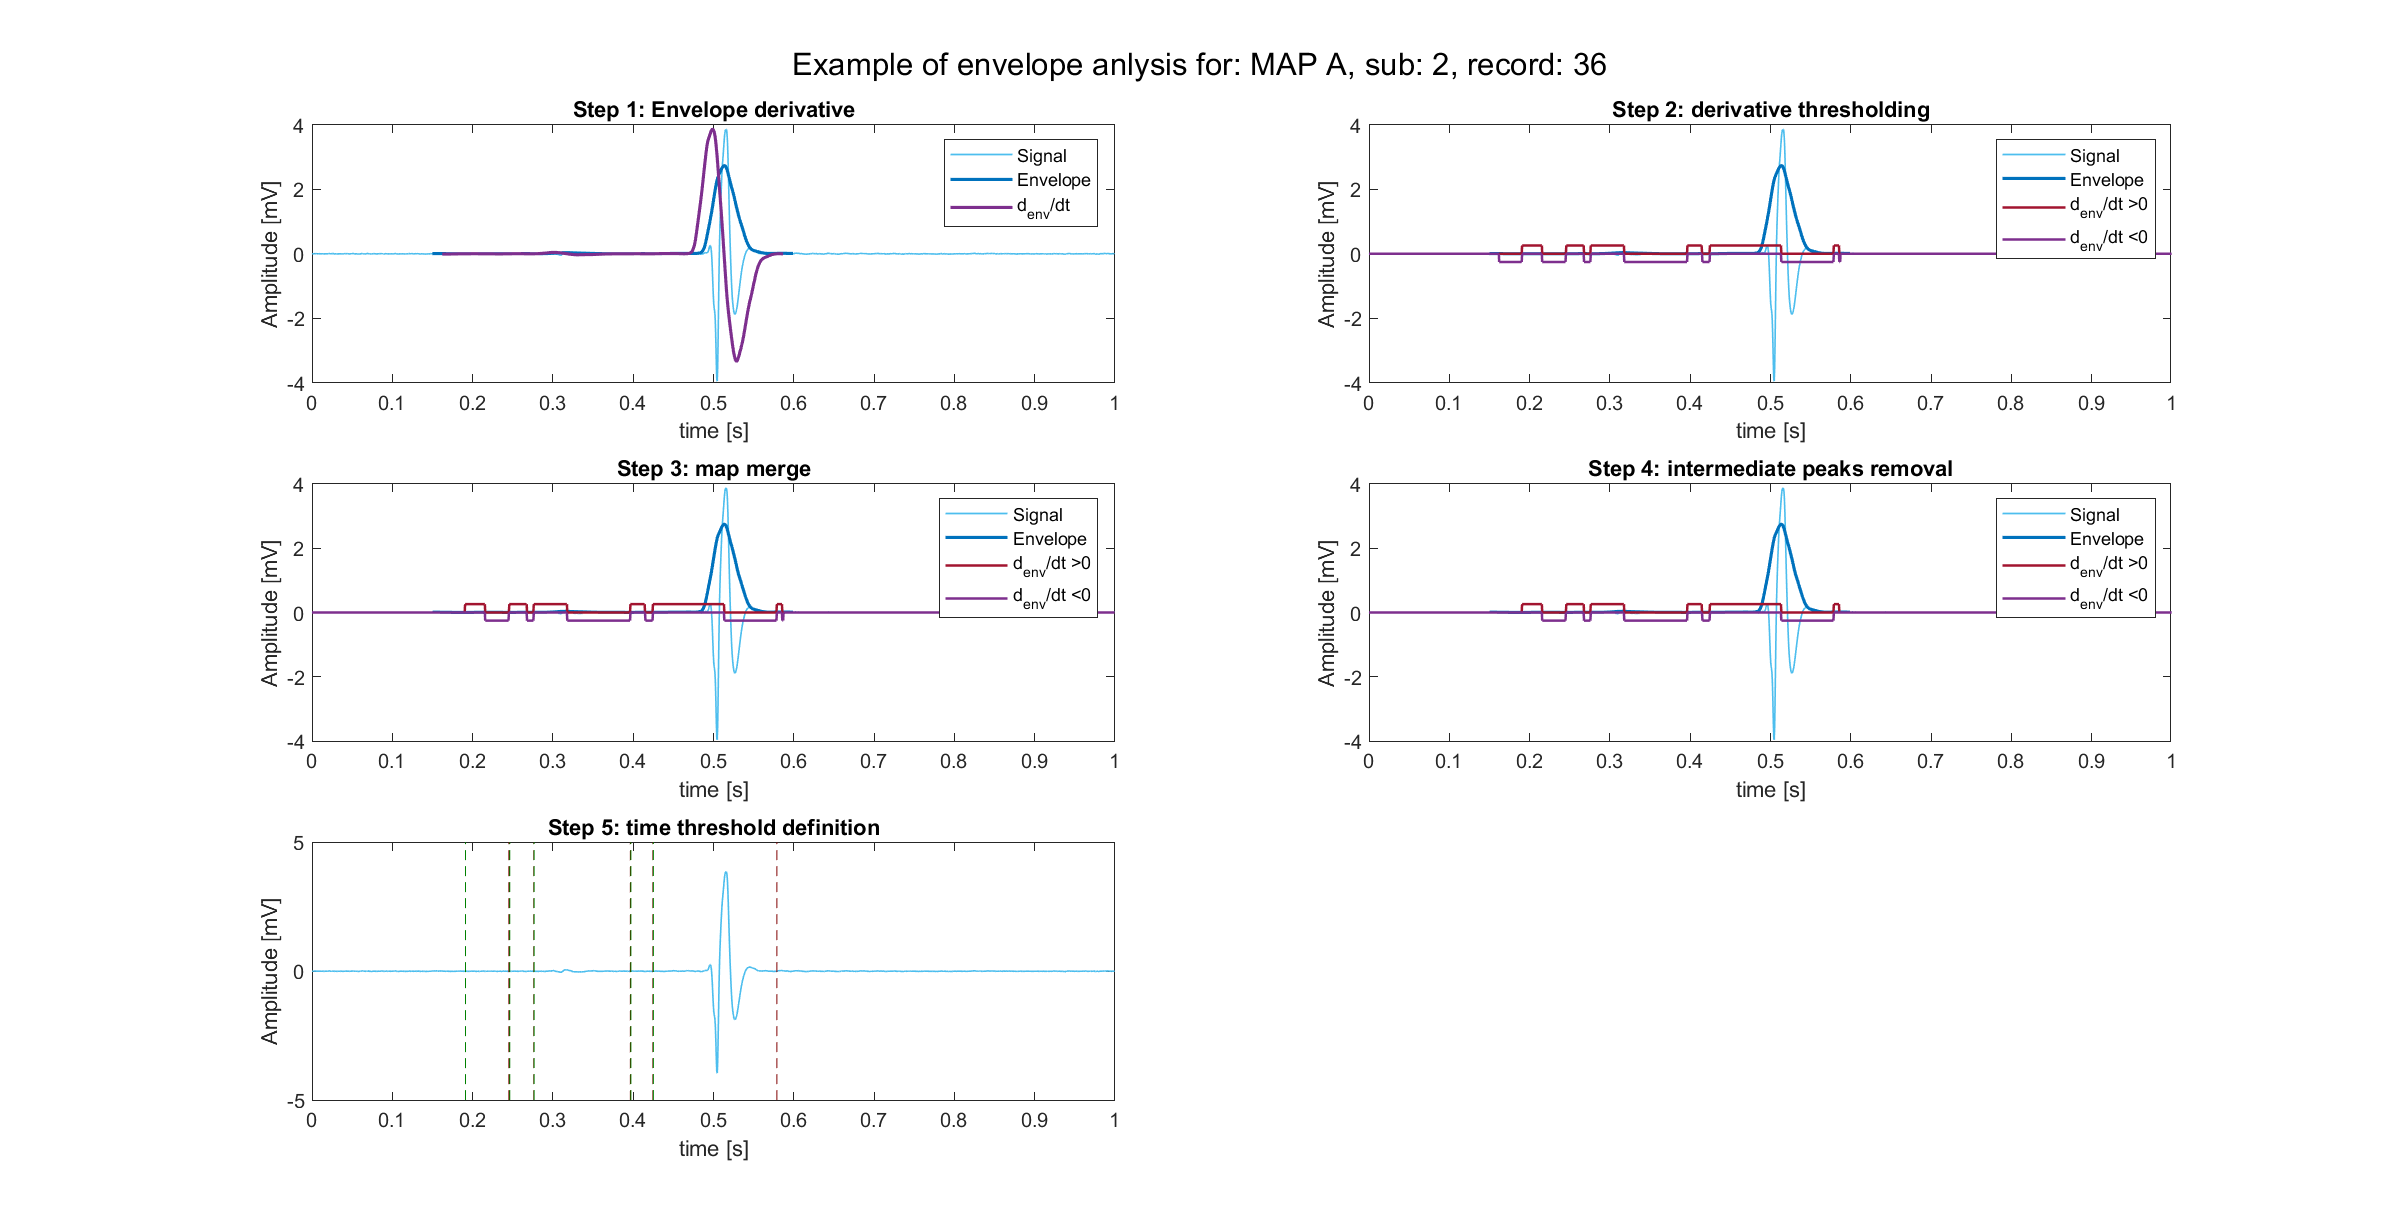 Example of envelope anlysis for: MAP A, sub: 2, record: 36
Step 1: Envelope derivative
Amplitude [mV]
4
2
0
-2
-4
Signal
Envelope
d_env/dt
0 0.1 0.2 0.3 0.4 0.5 0.6 0.7 0.8 0.9 1
time [s]
Step 2: derivative thresholding
Amplitude [mV]
4
2
0
-2
-4
Signal
Envelope
d_env/dt >0
d_env/dt <0
0 0.1 0.2 0.3 0.4 0.5 0.6 0.7 0.8 0.9 1
time [s]
Step 3: map merge
Amplitude [mV]
4
2
0
-2
-4
Signal
Envelope
d_env/dt >0
d_env/dt <0
0 0.1 0.2 0.3 0.4 0.5 0.6 0.7 0.8 0.9 1
time [s]
Step 4: intermediate peaks removal
Amplitude [mV]
4
2
0
-2
-4
Signal
Envelope
d_env/dt >0
d_env/dt <0
0 0.1 0.2 0.3 0.4 0.5 0.6 0.7 0.8 0.9 1
time [s]
Step 5: time threshold definition
Amplitude [mV]
5
0
-5
0 0.1 0.2 0.3 0.4 0.5 0.6 0.7 0.8 0.9 1
time [s]